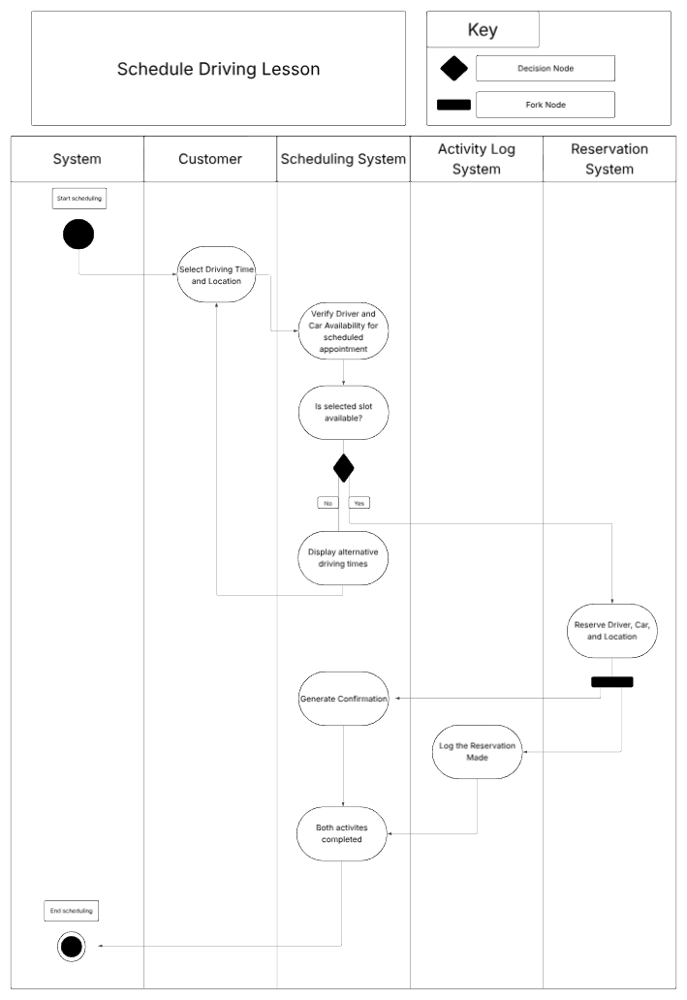 Schedule Driving Lesson
Key
Decision Node
Fork Node
System
Customer
Scheduling System
Activity Log
System
Reservation
System
Start scheduling
Select Driving Time
and Location
Verify Driver and
Car Availability for
scheduled
appointment
Is selected slot
available?
No
Yes
Display alternative
driving times
Reserve Driver, Car,
and Location
Generate Confirmation
Log the Reservation
Made
Both activites
completed
End scheduling